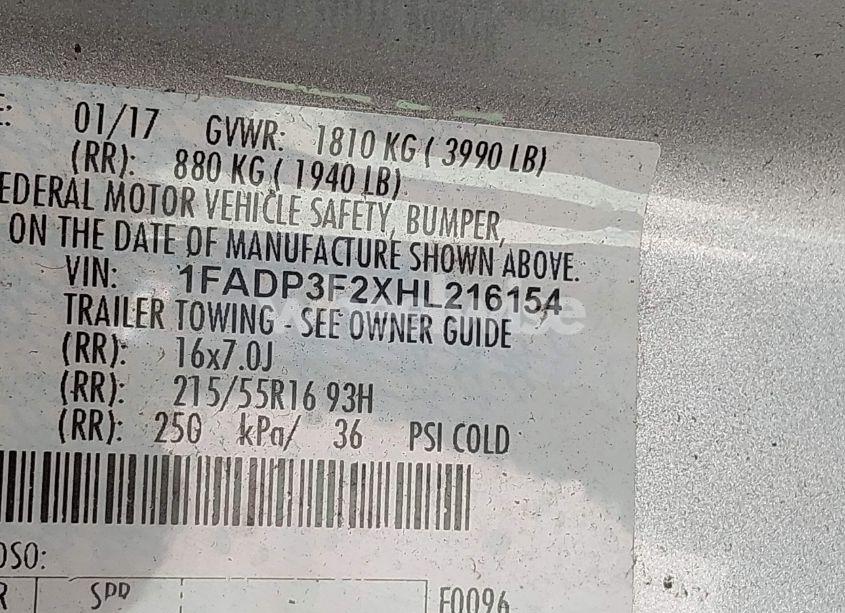 E: 01/17 GVWR: 1810 KG ( 3990 LB)
(RR): 880 KG ( 1940 LB)
EDERAL MOTOR VEHICLE SAFETY, BUMPER,
ON THE DATE OF MANUFACTURE SHOWN ABOVE.
VIN: 1FADP3F2XHL216154
TRAILER TOWING - SEE OWNER GUIDE
(RR): 16x7.0J
(RR): 215/55R16 93H
(RR): 250 kPa/ 36 PSI COLD
OSO:
R SPR E0096